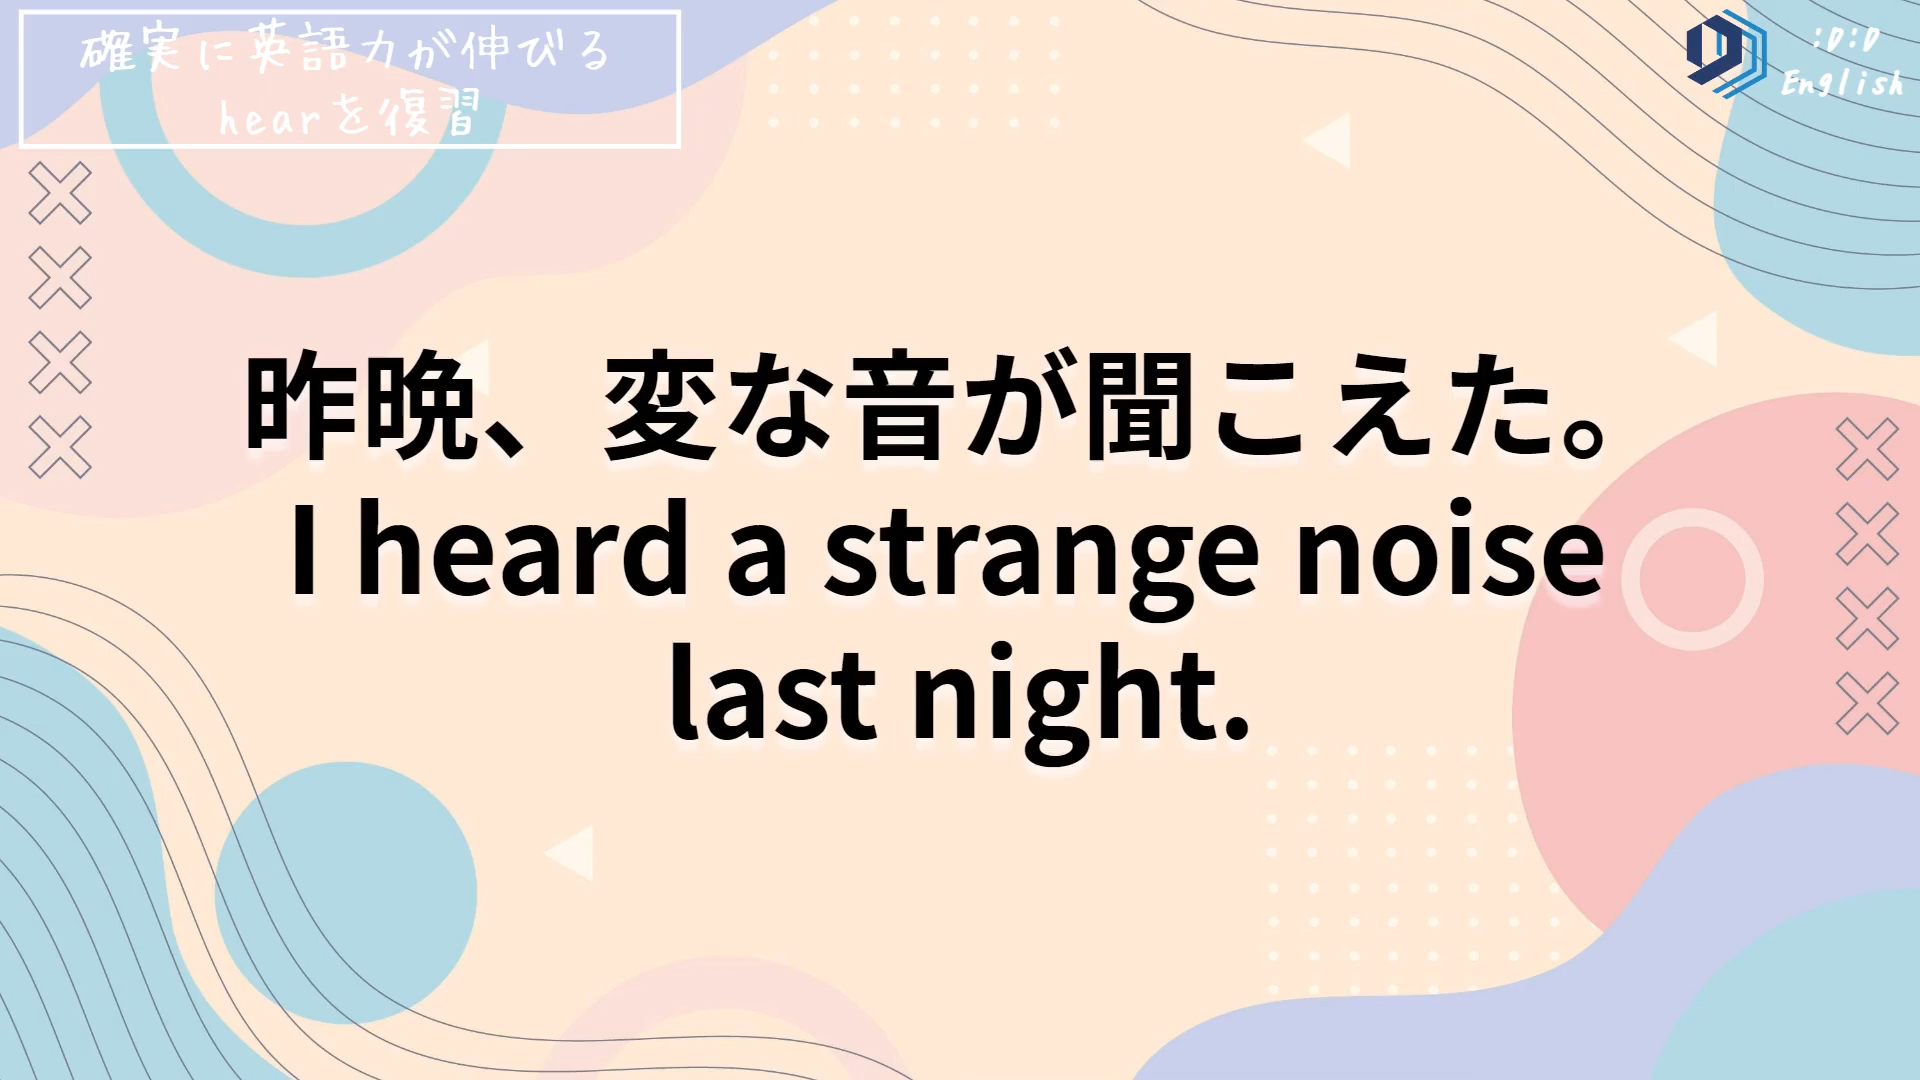 確実に英語力が伸びる
hearを復習
:D:D
English
昨晩、変な音が聞こえた。
I heard a strange noise
last night.